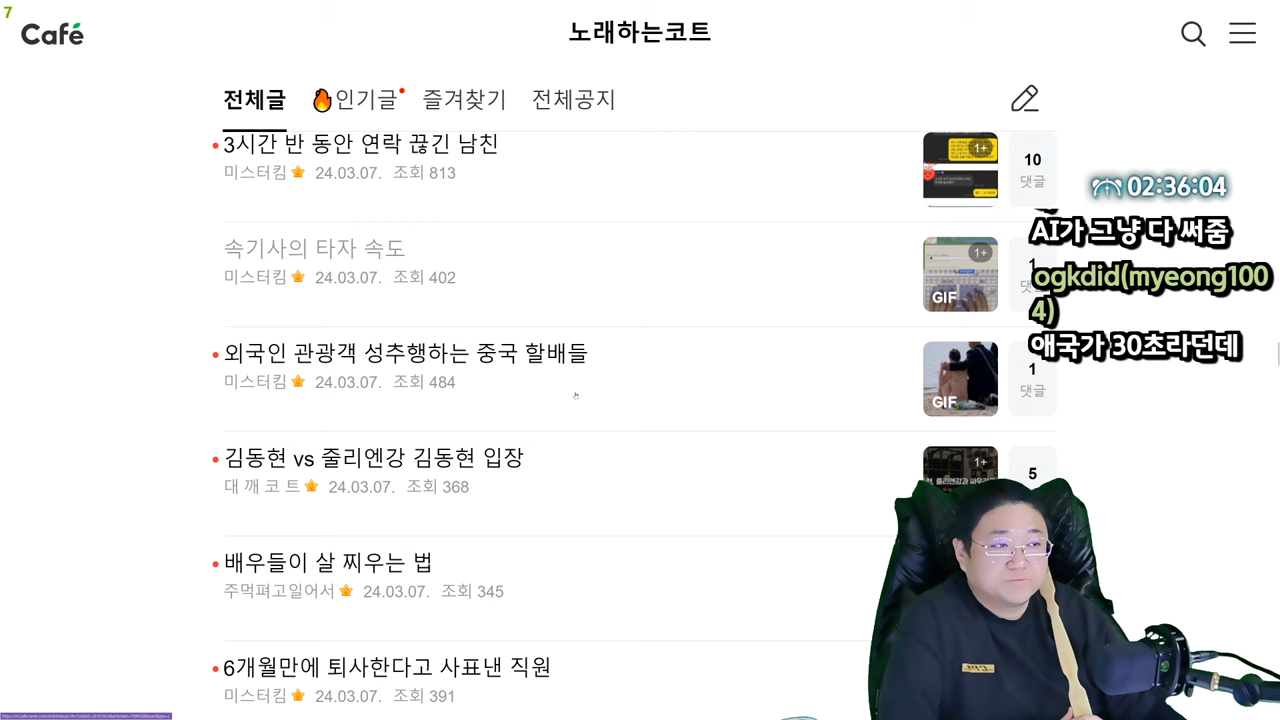 7
Café
노래하는코트
전체글
인기글
즐겨찾기
전체공지
3시간 반 동안 연락 끊긴 남친
미스터킴 24.03.07. 조회 813
1+
10
댓글
속기사의 타자 속도
미스터킴 24.03.07. 조회 402
1+
GIF
1
외국인 관광객 성추행하는 중국 할배들
미스터킴 24.03.07. 조회 484
GIF
1
댓글
김동현 vs 줄리엔강 김동현 입장
대 깨 코 트 24.03.07. 조회 368
1+
5
배우들이 살 찌우는 법
주먹펴고일어서 24.03.07. 조회 345
6개월만에 퇴사한다고 사표낸 직원
미스터킴 24.03.07. 조회 391
02:36:04
AI가 그냥 다 써줌
ogkdid(myeong100
4)
애국가 30초라던데